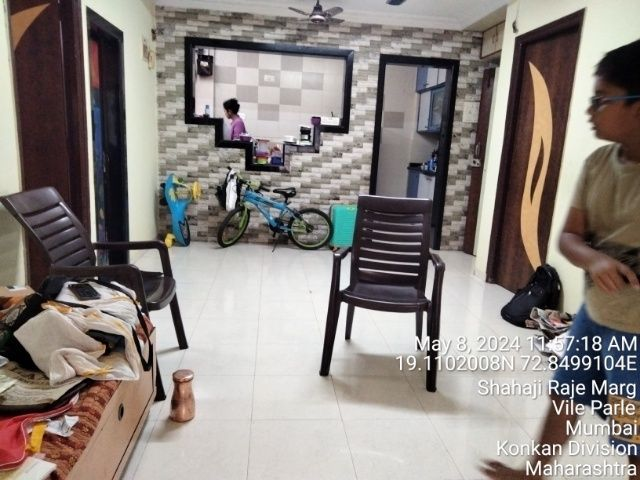 May 8, 2024 11:57:18 AM
19.1102008N 72.8499104E
Shahaji Raje Marg
Vile Parle
Mumbai
Konkan Division
Maharashtra